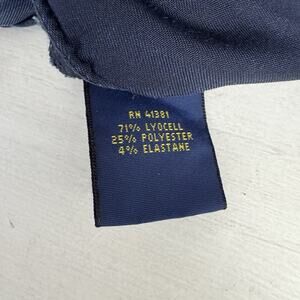 RN 41381
71% LYOCELL
25% POLYESTER
4% ELASTANE